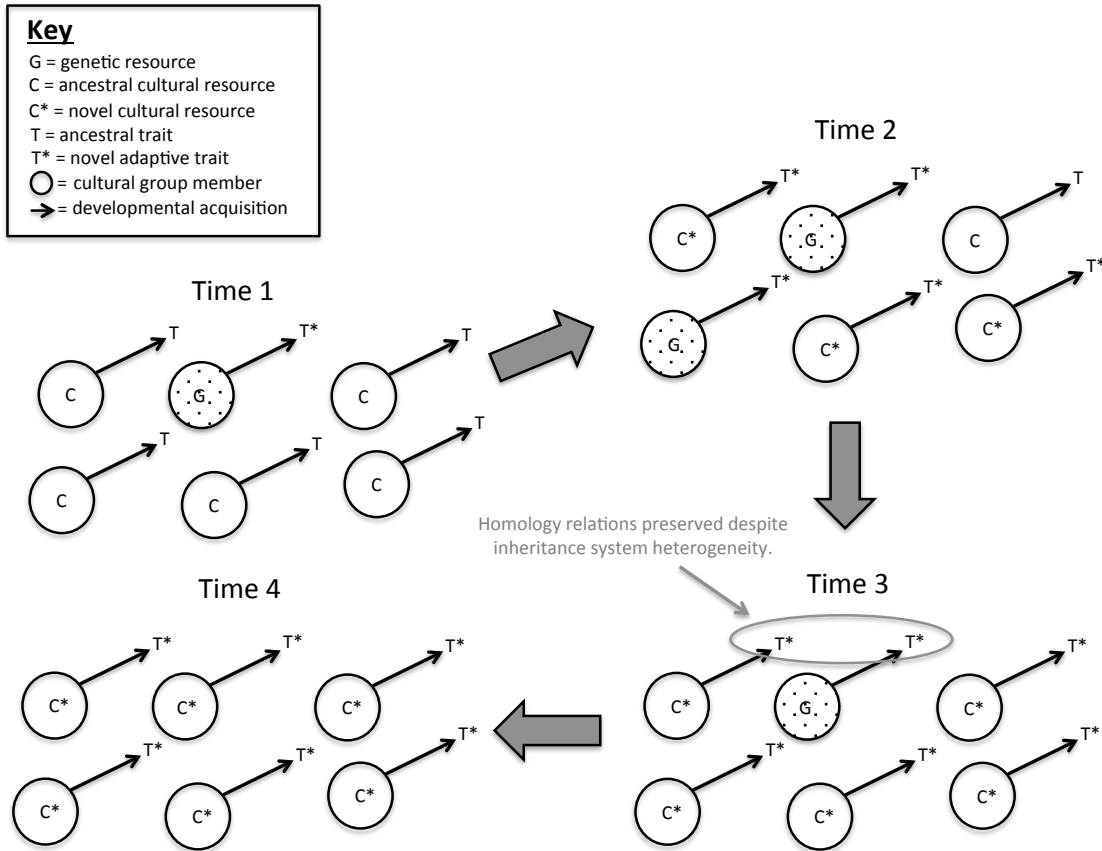 Key
G = genetic resource
C = ancestral cultural resource
C* = novel cultural resource
T = ancestral trait
T* = novel adaptive trait
= cultural group member
= developmental acquisition
Time 1
T
T*
T
C
G
C
T
T
T
C
C
C
Time 2
T*
T*
T
C*
G
C
T*
T*
T*
G
C*
C*
Homology relations preserved despite
inheritance system heterogeneity.
Time 3
T*
T*
T*
C*
G
C*
T*
T*
T*
C*
C*
C*
Time 4
T*
T*
T*
C*
C*
C*
T*
T*
T*
C*
C*
C*